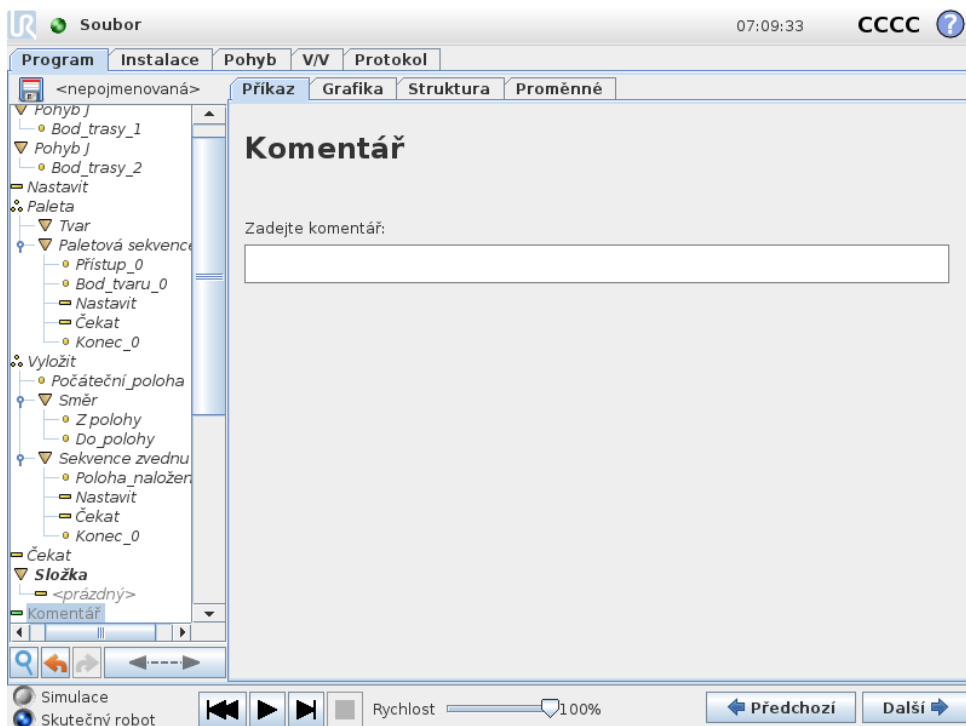 UR Soubor 07:09:33 CCCC ?
Program Instalace Pohyb V/V Protokol
<nepojmenovaná> Příkaz Grafika Struktura Proměnné
Pohyb J
Bod_trasy_1
Pohyb J
Bod_trasy_2
Nastavit
Paleta
Tvar
Paletová sekvence
Přístup_0
Bod_tvaru_0
Nastavit
Čekat
Konec_0
Vyložit
Počáteční_poloha
Směr
Z polohy
Do_polohy
Sekvence zvednu
Poloha_naložen
Nastavit
Čekat
Konec_0
Čekat
Složka
<prázdný>
Komentář
Komentář
Zadejte komentář:
Simulace
Skutečný robot
Rychlost 100%
Předchozí Další